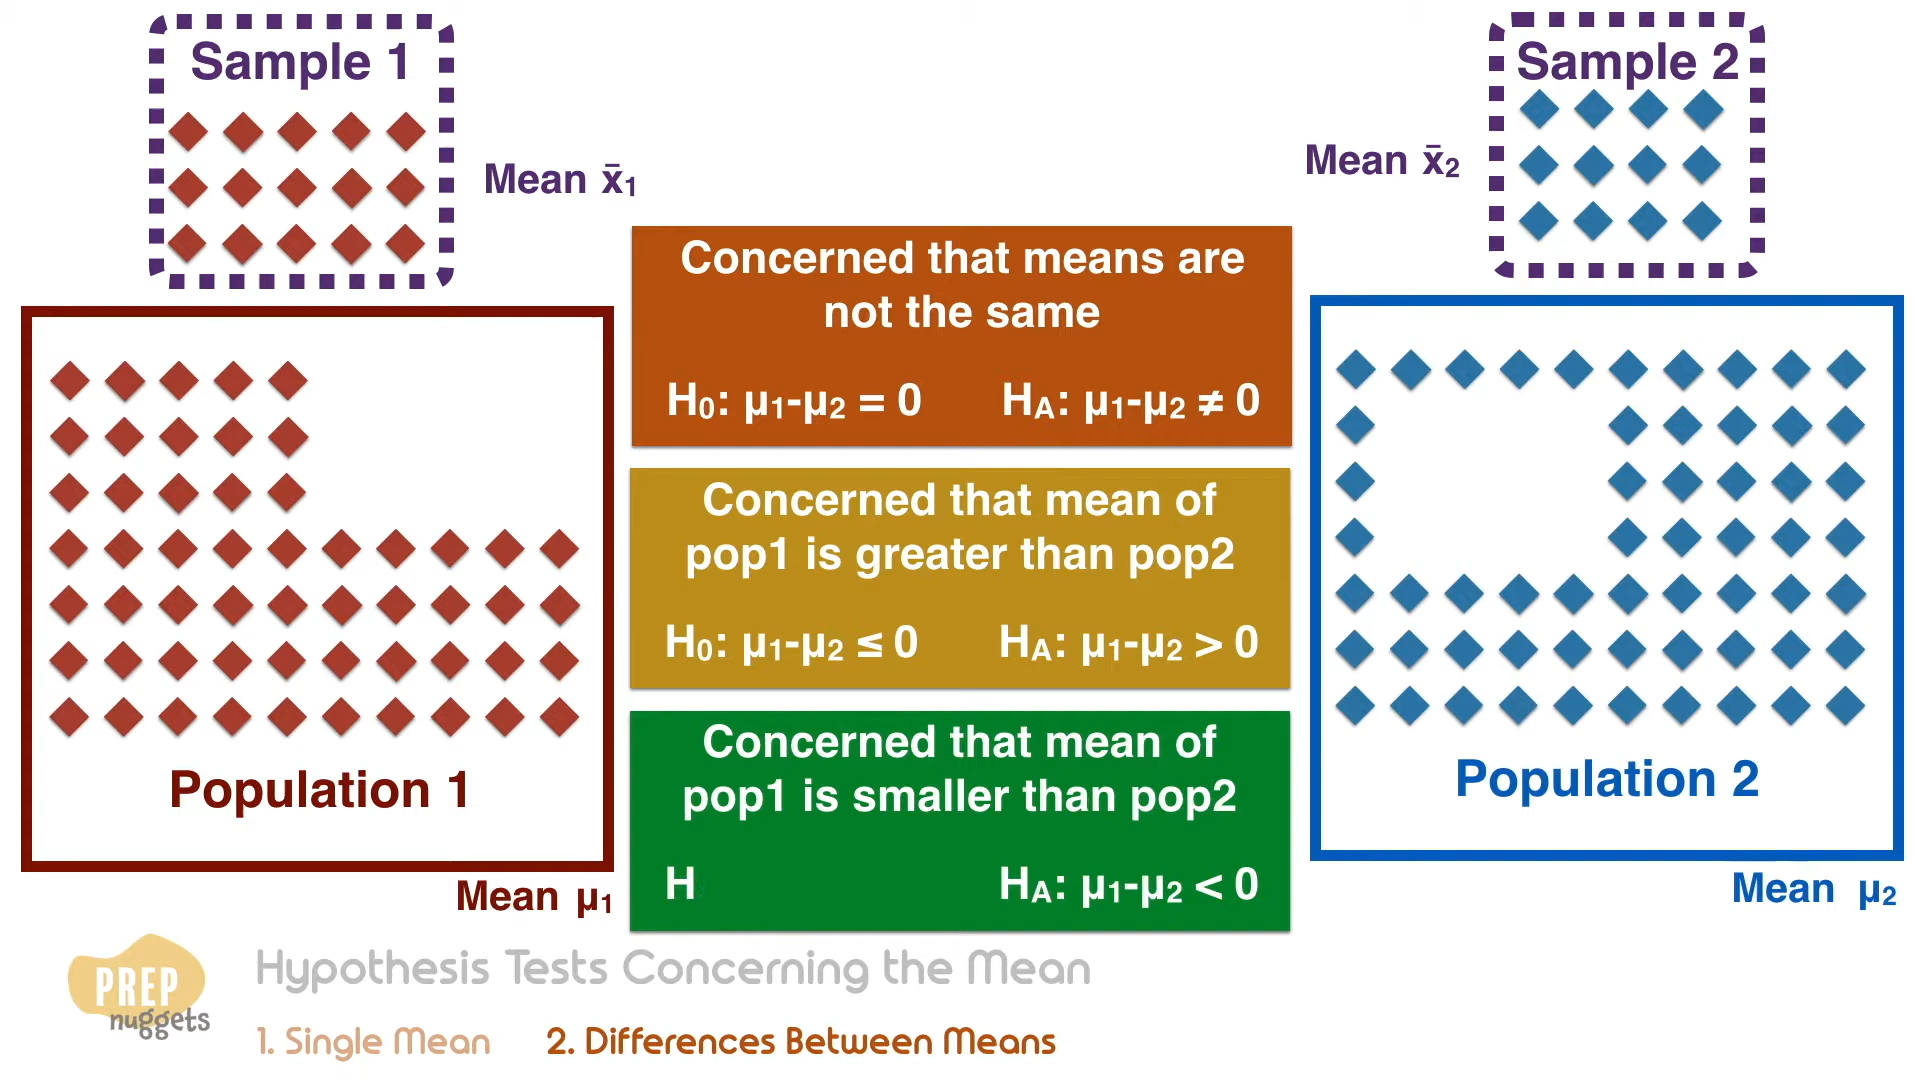 Sample 1
Mean x̄₁
Sample 2
Mean x̄₂
Concerned that means are
not the same
H₀: μ₁-μ₂ = 0 Hᴀ: μ₁-μ₂ ≠ 0
Concerned that mean of
pop1 is greater than pop2
H₀: μ₁-μ₂ ≤ 0 Hᴀ: μ₁-μ₂ > 0
Concerned that mean of
pop1 is smaller than pop2
H Hᴀ: μ₁-μ₂ < 0
Population 1
Mean μ₁
Population 2
Mean μ₂
PREP
nuggets
Hypothesis Tests Concerning the Mean
1. Single Mean 2. Differences Between Means